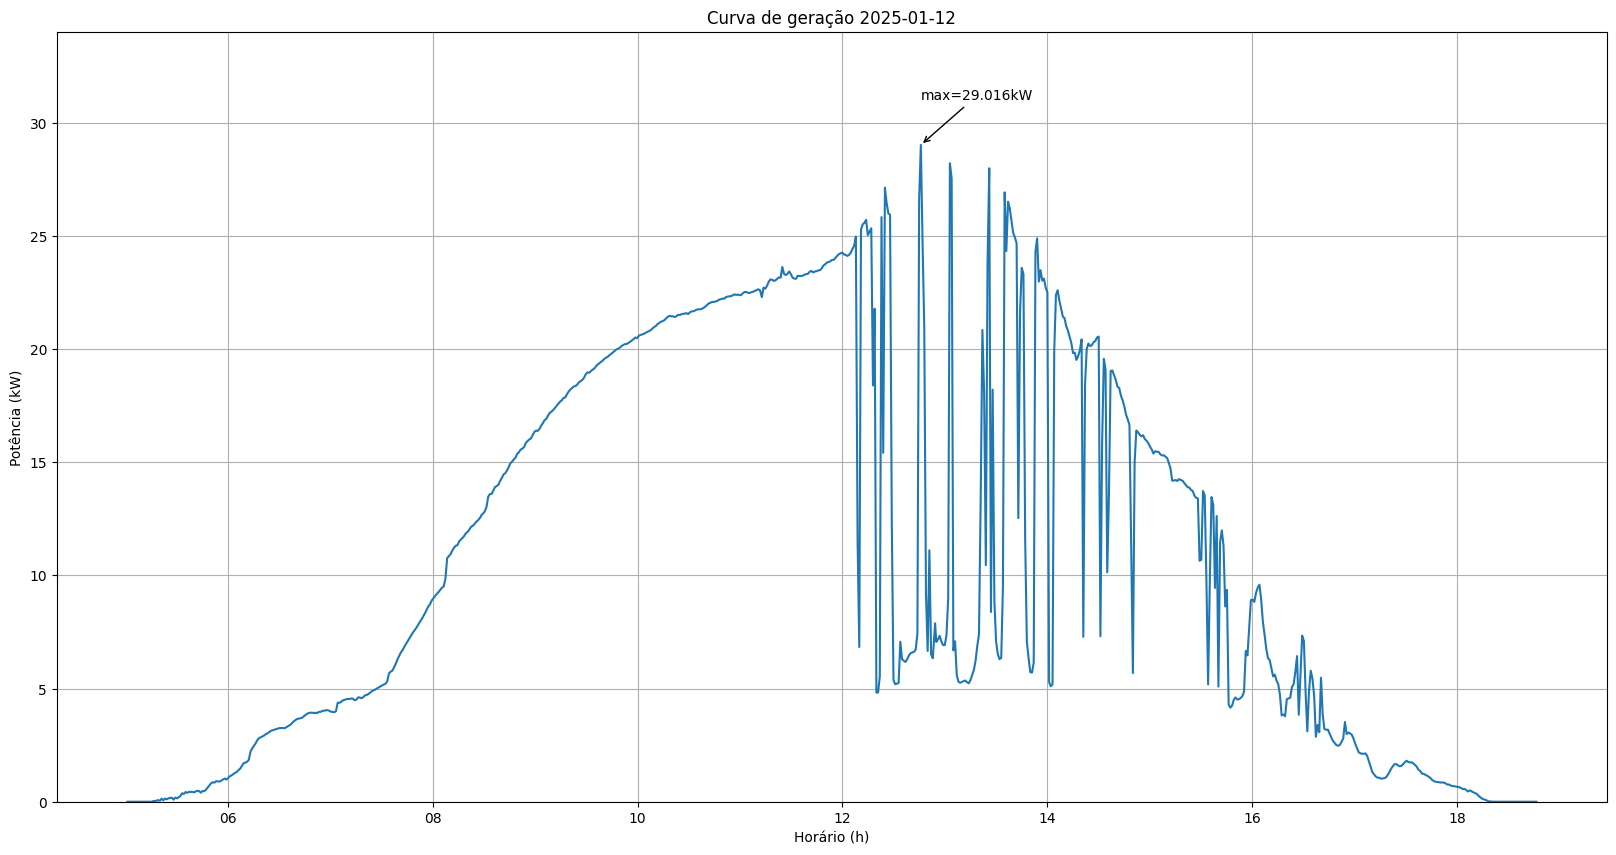 Curva de geração 2025-01-12
max=29.016kW
Potência (kW)
30
25
20
15
10
5
0
06 08 10 12 14 16 18
Horário (h)